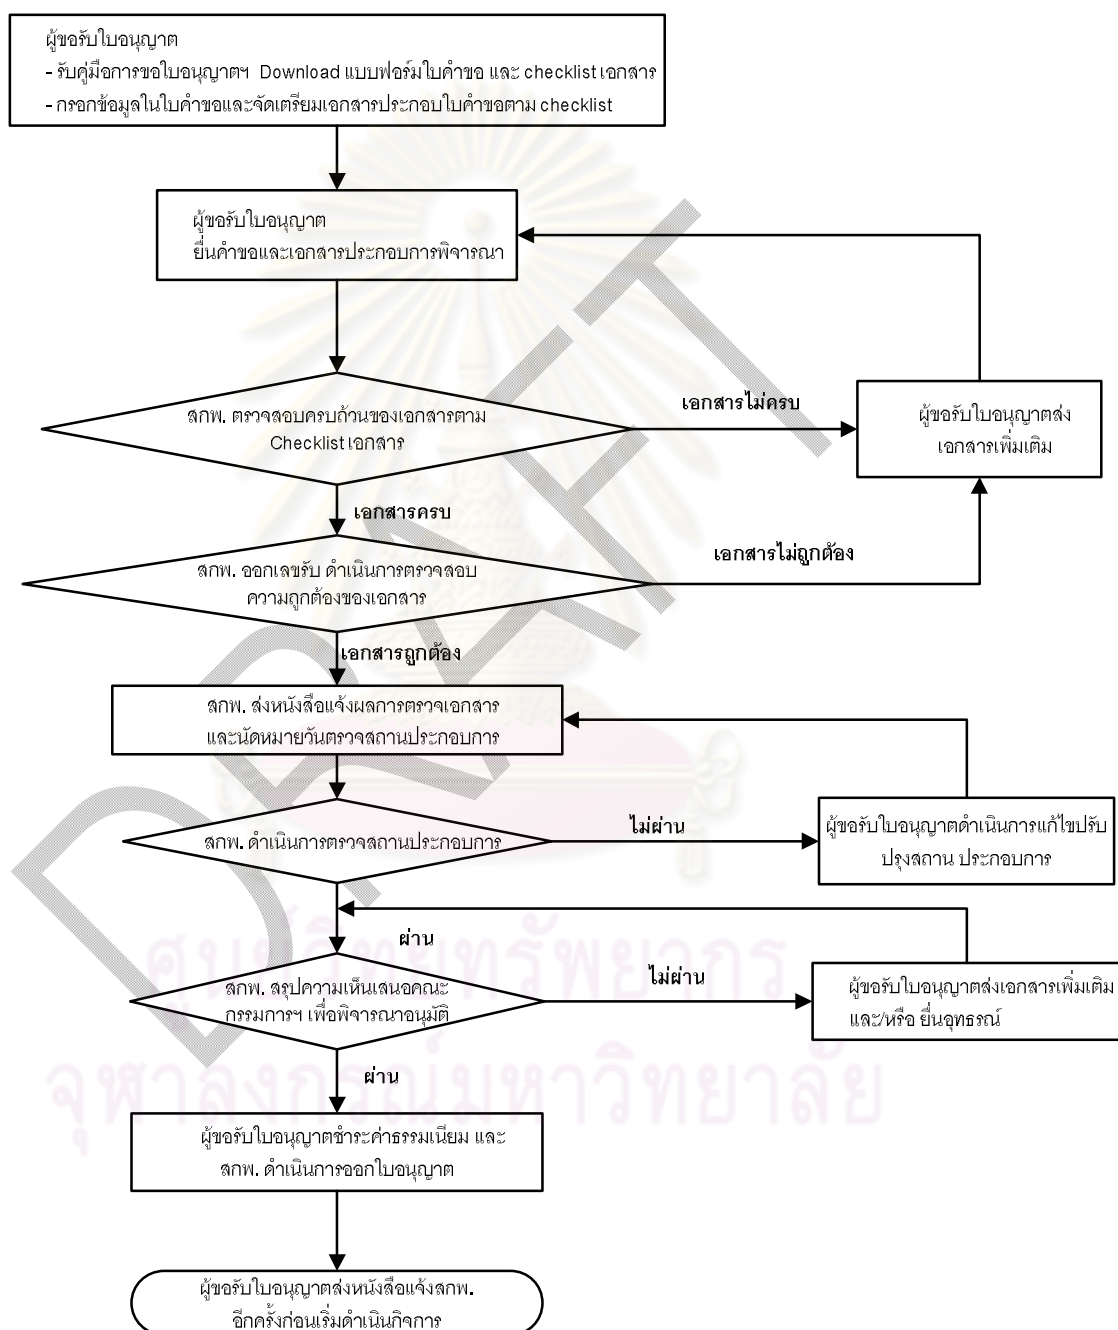 ผู้ขอรับใบอนุญาต
- รับคู่มือการขอใบอนุญาตฯ Download แบบฟอร์มใบคำขอ และ checklist เอกสาร
- กรอกข้อมูลในใบคำขอและจัดเตรียมเอกสารประกอบใบคำขอตาม checklist
ผู้ขอรับใบอนุญาต
ยื่นคำขอและเอกสารประกอบการพิจารณา
สกพ. ตรวจสอบครบถ้วนของเอกสารตาม
Checklist เอกสาร
เอกสารไม่ครบ
ผู้ขอรับใบอนุญาตส่ง
เอกสารเพิ่มเติม
เอกสารครบ
สกพ. ออกเลขรับ ดำเนินการตรวจสอบ
ความถูกต้องของเอกสาร
เอกสารไม่ถูกต้อง
เอกสารถูกต้อง
สกพ. ส่งหนังสือแจ้งผลการตรวจเอกสาร
และนัดหมายวันตรวจสถานประกอบการ
สกพ. ดำเนินการตรวจสถานประกอบการ
ไม่ผ่าน
ผู้ขอรับใบอนุญาตดำเนินการแก้ไขปรับ
ปรุงสถาน ประกอบการ
ผ่าน
สกพ. สรุปความเห็นเสนอคณะ
กรรมการฯ เพื่อพิจารณาอนุมัติ
ไม่ผ่าน
ผู้ขอรับใบอนุญาตส่งเอกสารเพิ่มเติม
และ/หรือ ยื่นอุทธรณ์
ผ่าน
ผู้ขอรับใบอนุญาตชำระค่าธรรมเนียม และ
สกพ. ดำเนินการออกใบอนุญาต
ผู้ขอรับใบอนุญาตส่งหนังสือแจ้งสกพ.
อีกครั้งก่อนเริ่มดำเนินกิจการ
DRAFT
ศูนย์วิทยทรัพยากร
จุฬาลงกรณ์มหาวิทยาลัย